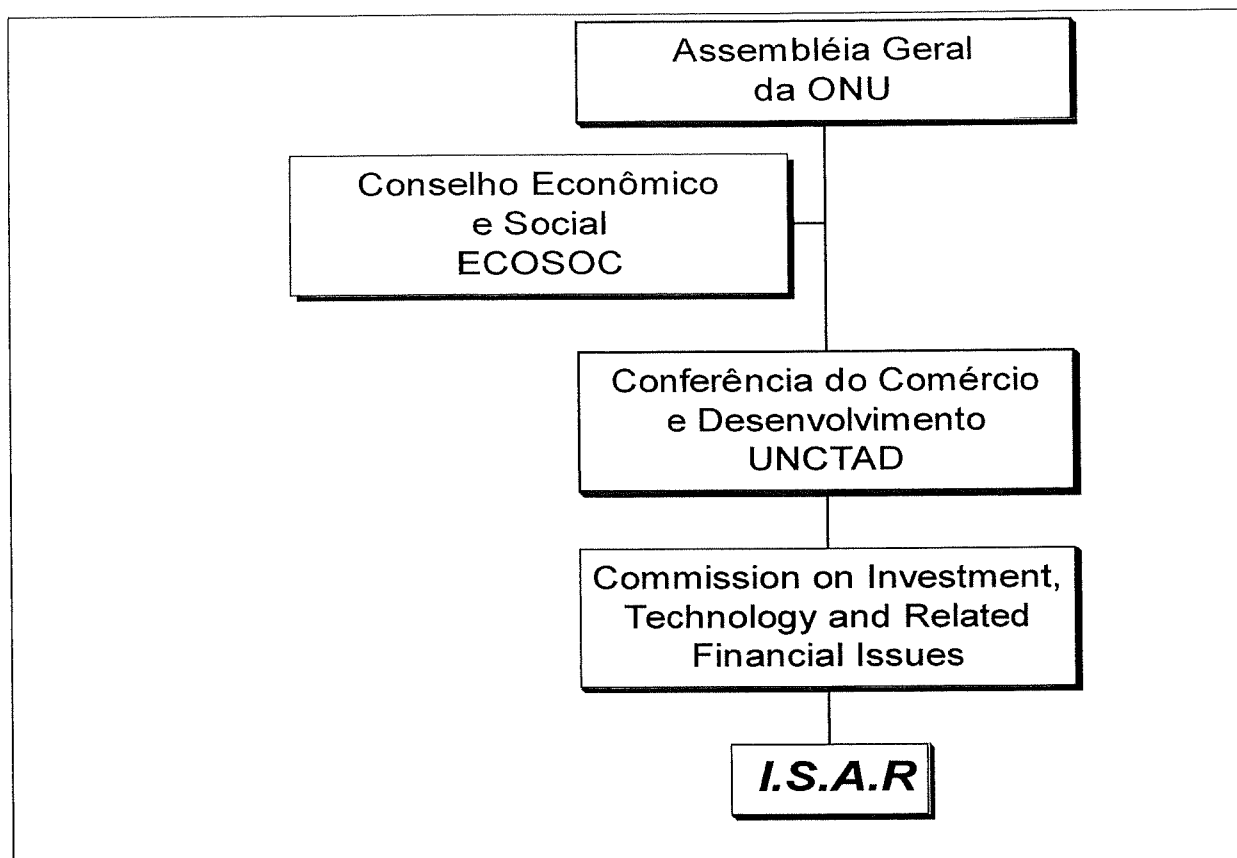 Assembléia Geral
da ONU
Conselho Econômico
e Social
ECOSOC
Conferência do Comércio
e Desenvolvimento
UNCTAD
Commission on Investment,
Technology and Related
Financial Issues
I.S.A.R